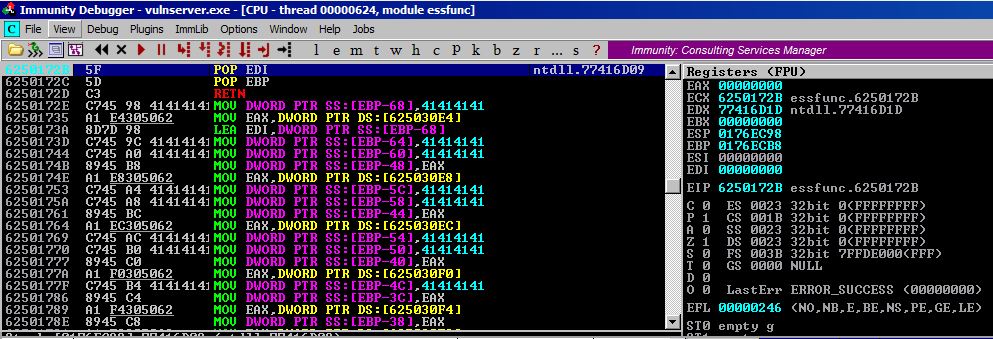 Immunity Debugger - vulnserver.exe - [CPU - thread 00000624, module essfunc]
C File View Debug Plugins ImmLib Options Window Help Jobs
l e m t w h c p k b z r ... s ? Immunity: Consulting Services Manager
6250172B 5F POP EDI ntdll.77416D09
6250172C 5D POP EBP
6250172D C3 RETN
6250172E C745 98 41414141 MOV DWORD PTR SS:[EBP-68],41414141
62501735 A1 E4305062 MOV EAX,DWORD PTR DS:[625030E4]
6250173A 8D7D 98 LEA EDI,DWORD PTR SS:[EBP-68]
6250173D C745 9C 41414141 MOV DWORD PTR SS:[EBP-64],41414141
62501744 C745 A0 41414141 MOV DWORD PTR SS:[EBP-60],41414141
6250174B 8945 B8 MOV DWORD PTR SS:[EBP-48],EAX
6250174E A1 E8305062 MOV EAX,DWORD PTR DS:[625030E8]
62501753 C745 A4 41414141 MOV DWORD PTR SS:[EBP-5C],41414141
6250175A C745 A8 41414141 MOV DWORD PTR SS:[EBP-58],41414141
62501761 8945 BC MOV DWORD PTR SS:[EBP-44],EAX
62501764 A1 EC305062 MOV EAX,DWORD PTR DS:[625030EC]
62501769 C745 AC 41414141 MOV DWORD PTR SS:[EBP-54],41414141
62501770 C745 B0 41414141 MOV DWORD PTR SS:[EBP-50],41414141
62501777 8945 C0 MOV DWORD PTR SS:[EBP-40],EAX
6250177A A1 F0305062 MOV EAX,DWORD PTR DS:[625030F0]
6250177F C745 B4 41414141 MOV DWORD PTR SS:[EBP-4C],41414141
62501786 8945 C4 MOV DWORD PTR SS:[EBP-3C],EAX
62501789 A1 F4305062 MOV EAX,DWORD PTR DS:[625030F4]
6250178E 8945 C8 MOV DWORD PTR SS:[EBP-38],EAX
Registers (FPU)
EAX 00000000
ECX 6250172B essfunc.6250172B
EDX 77416D1D ntdll.77416D1D
EBX 00000000
ESP 0176EC98
EBP 0176ECB8
ESI 00000000
EDI 00000000
EIP 6250172B essfunc.6250172B
C 0 ES 0023 32bit 0(FFFFFFFF)
P 1 CS 001B 32bit 0(FFFFFFFF)
A 0 SS 0023 32bit 0(FFFFFFFF)
Z 1 DS 0023 32bit 0(FFFFFFFF)
S 0 FS 003B 32bit 7FFDE000(FFF)
T 0 GS 0000 NULL
D 0
O 0 LastErr ERROR_SUCCESS (00000000)
EFL 00000246 (NO,NB,E,BE,NS,PE,GE,LE)
ST0 empty g